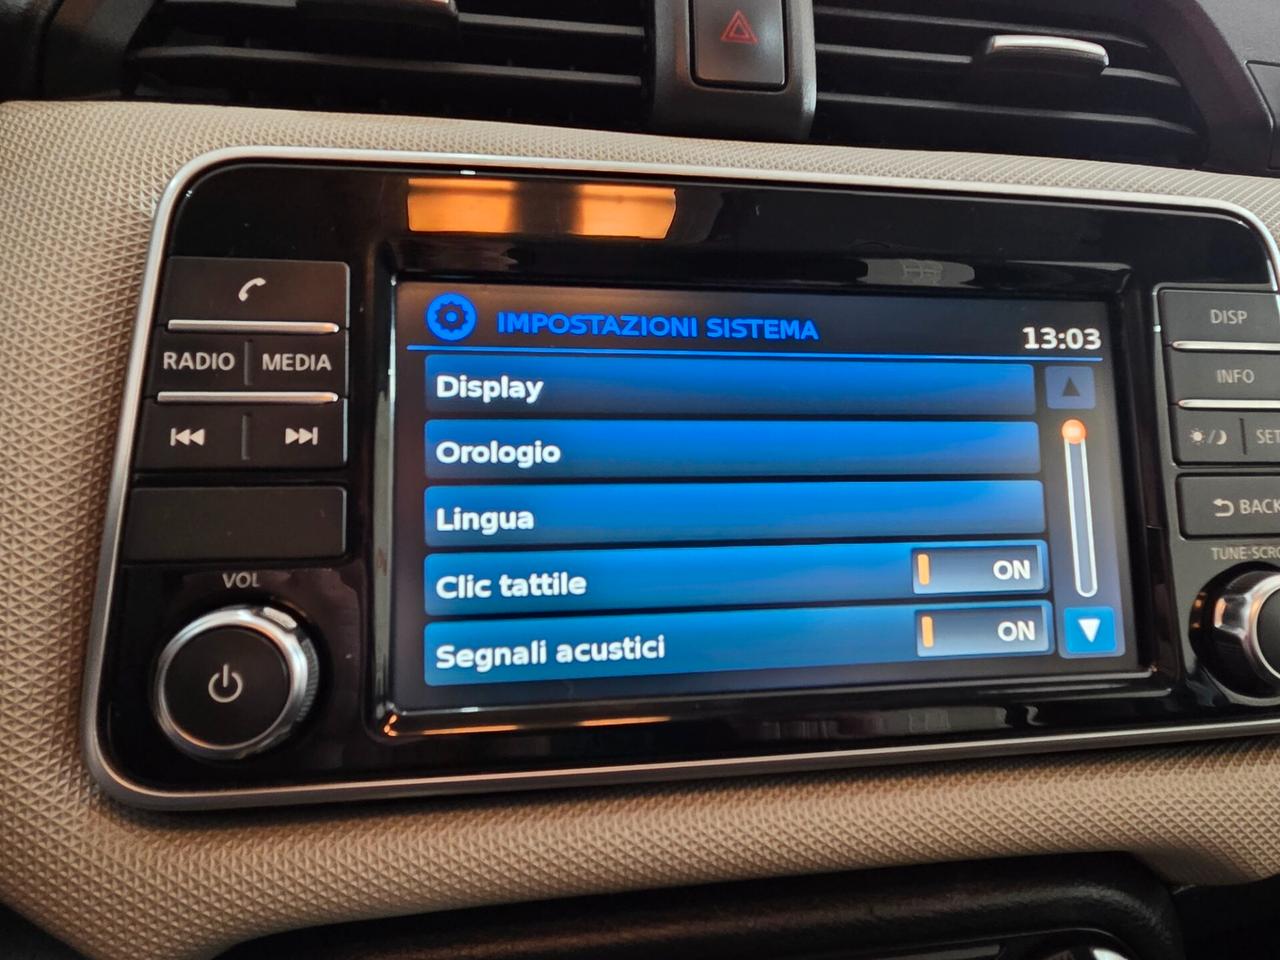 IMPOSTAZIONI SISTEMA
13:03
Display
Orologio
Lingua
Clic tattile ON
Segnali acustici ON
RADIO MEDIA
VOL
DISP
INFO
BACK